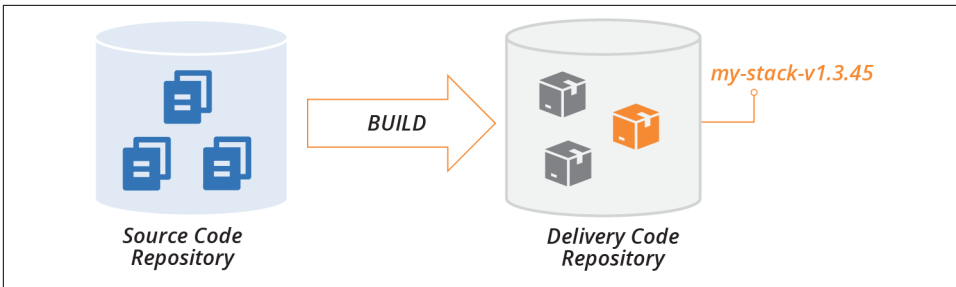 my-stack-v1.3.45
BUILD
Source Code
Repository
Delivery Code
Repository